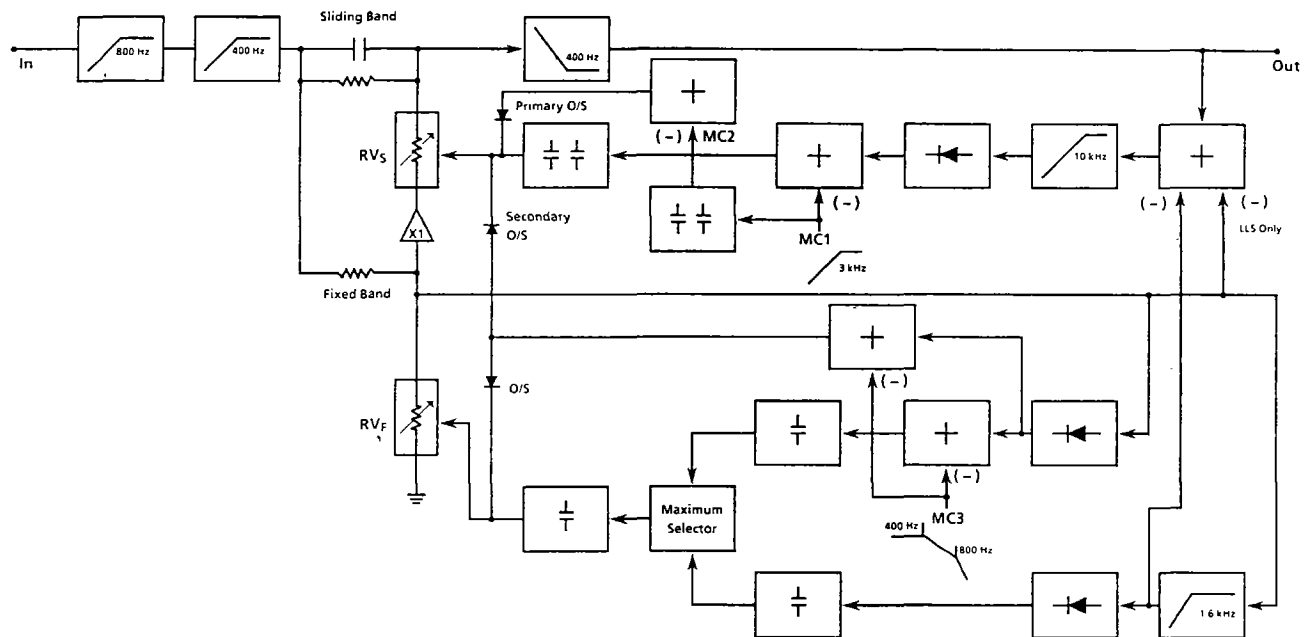 Sliding Band
In
800 Hz
400 Hz
400 Hz
Out
Primary O/S
(-)
MC2
RVS
10 kHz
(-)
(-)
(-)
LLS Only
Secondary
O/S
X1
MC1
3 kHz
Fixed Band
(-)
O/S
RVF
(-)
MC3
Maximum
Selector
400 Hz
800 Hz
1.6 kHz